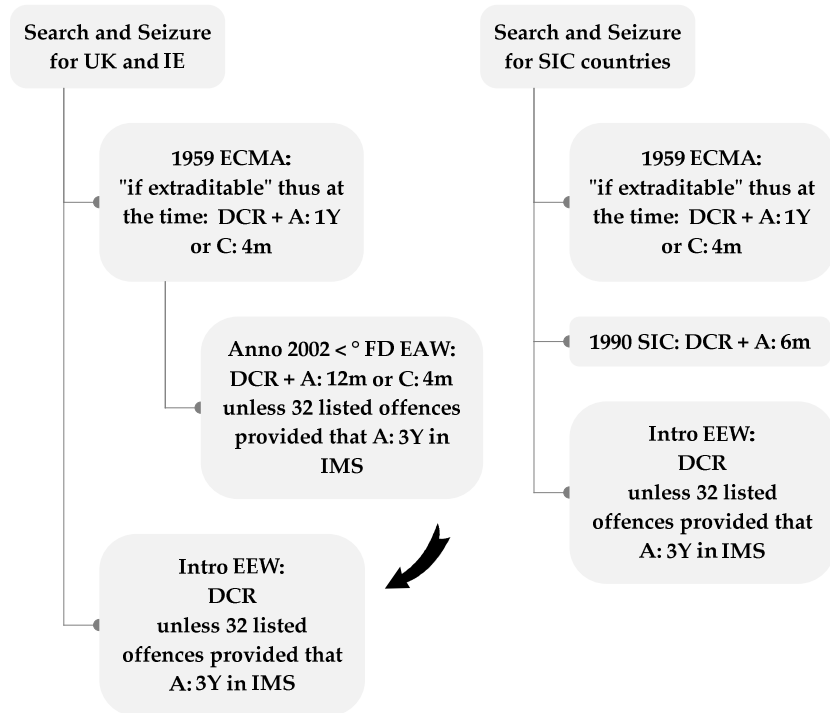 Search and Seizure
for UK and IE
1959 ECMA:
"if extraditable" thus at
the time: DCR + A: 1Y
or C: 4m
Anno 2002 < ° FD EAW:
DCR + A: 12m or C: 4m
unless 32 listed offences
provided that A: 3Y in
IMS
Intro EEW:
DCR
unless 32 listed
offences provided that
A: 3Y in IMS
Search and Seizure
for SIC countries
1959 ECMA:
"if extraditable" thus at
the time: DCR + A: 1Y
or C: 4m
1990 SIC: DCR + A: 6m
Intro EEW:
DCR
unless 32 listed
offences provided that
A: 3Y in IMS